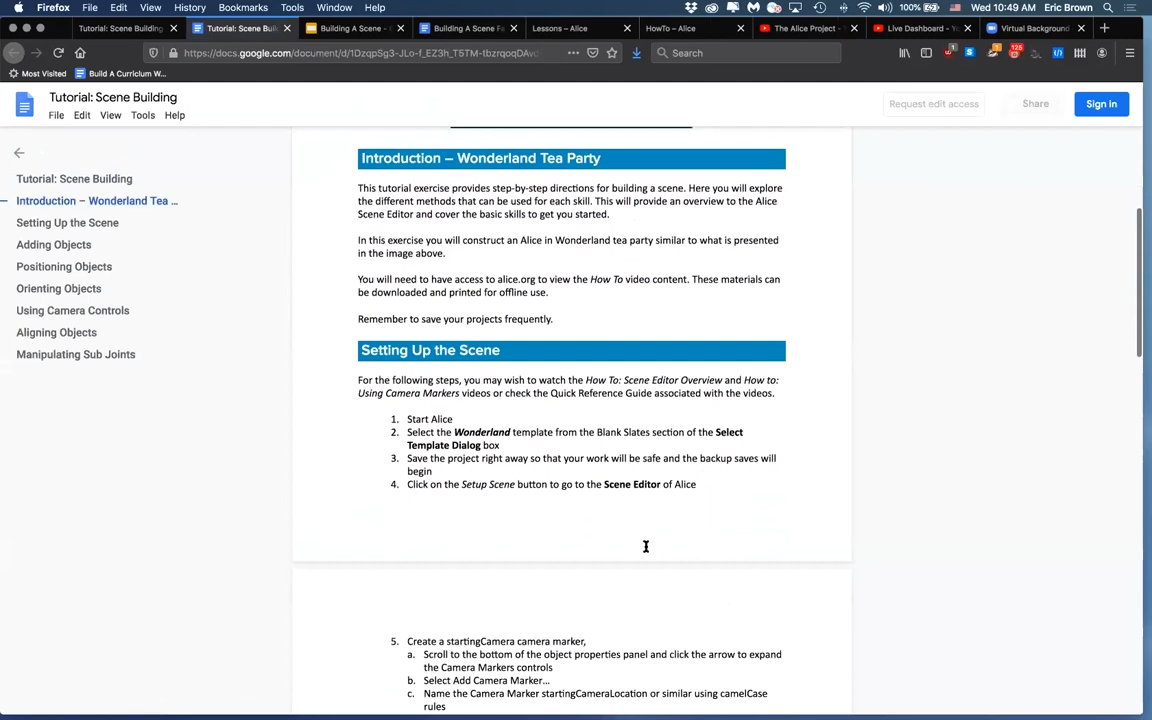 Firefox File Edit View History Bookmarks Tools Window Help 100% Wed 10:49 AM Eric Brown
Tutorial: Scene Building Tutorial: Scene Buil Building A Scene - Building A Scene Fa Lessons – Alice HowTo – Alice The Alice Project - Live Dashboard - Y Virtual Background
https://docs.google.com/document/d/1DzqpSg3-JLo-f_EZ3h_T5TM-tbzrqoqDAv Search 1 1 125
Most Visited Build A Curriculum W...
Tutorial: Scene Building
File Edit View Tools Help
Request edit access Share Sign in
Tutorial: Scene Building
Introduction – Wonderland Tea ...
Setting Up the Scene
Adding Objects
Positioning Objects
Orienting Objects
Using Camera Controls
Aligning Objects
Manipulating Sub Joints
Introduction – Wonderland Tea Party
This tutorial exercise provides step-by-step directions for building a scene. Here you will explore
the different methods that can be used for each skill. This will provide an overview to the Alice
Scene Editor and cover the basic skills to get you started.
In this exercise you will construct an Alice in Wonderland tea party similar to what is presented
in the image above.
You will need to have access to alice.org to view the How To video content. These materials can
be downloaded and printed for offline use.
Remember to save your projects frequently.
Setting Up the Scene
For the following steps, you may wish to watch the How To: Scene Editor Overview and How to:
Using Camera Markers videos or check the Quick Reference Guide associated with the videos.
1. Start Alice
2. Select the Wonderland template from the Blank Slates section of the Select
Template Dialog box
3. Save the project right away so that your work will be safe and the backup saves will
begin
4. Click on the Setup Scene button to go to the Scene Editor of Alice
5. Create a startingCamera camera marker,
a. Scroll to the bottom of the object properties panel and click the arrow to expand
the Camera Markers controls
b. Select Add Camera Marker...
c. Name the Camera Marker startingCameraLocation or similar using camelCase
rules